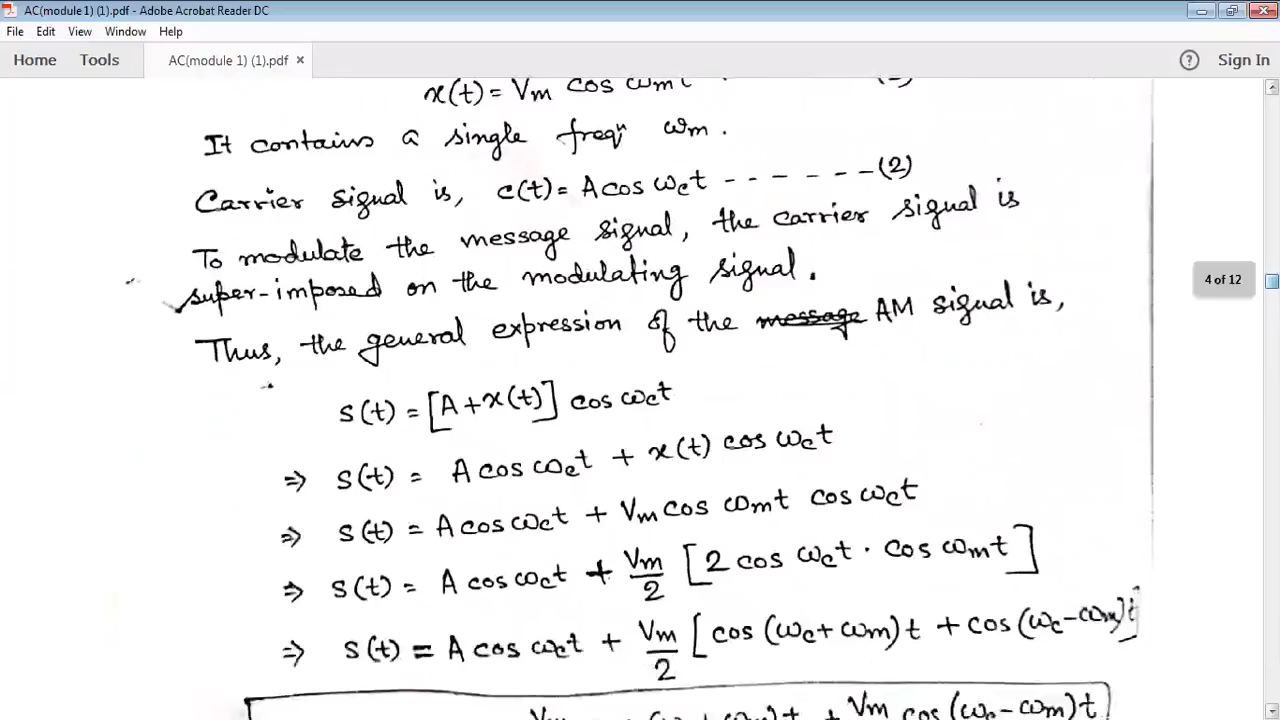 AC(module 1) (1).pdf - Adobe Acrobat Reader DC
File Edit View Window Help
Home Tools AC(module 1) (1).pdf × ? Sign In
x(t) = Vm cos ωmt
It contains a single freqⁿ ωm.
Carrier signal is, c(t) = A cos ωct - - - - - - - (2)
To modulate the message signal, the carrier signal is
super-imposed on the modulating signal.
4 of 12
Thus, the general expression of the message AM signal is,
s(t) = [A + x(t)] cos ωct
⇒ s(t) = A cos ωct + x(t) cos ωct
⇒ s(t) = A cos ωct + Vm cos ωmt cos ωct
⇒ s(t) = A cos ωct + Vm/2 [2 cos ωct · cos ωmt]
⇒ s(t) = A cos ωct + Vm/2 [cos (ωc+ωm) t + cos (ωc-ωm) t]
Vm + Vm cos (ωc-ωm) t